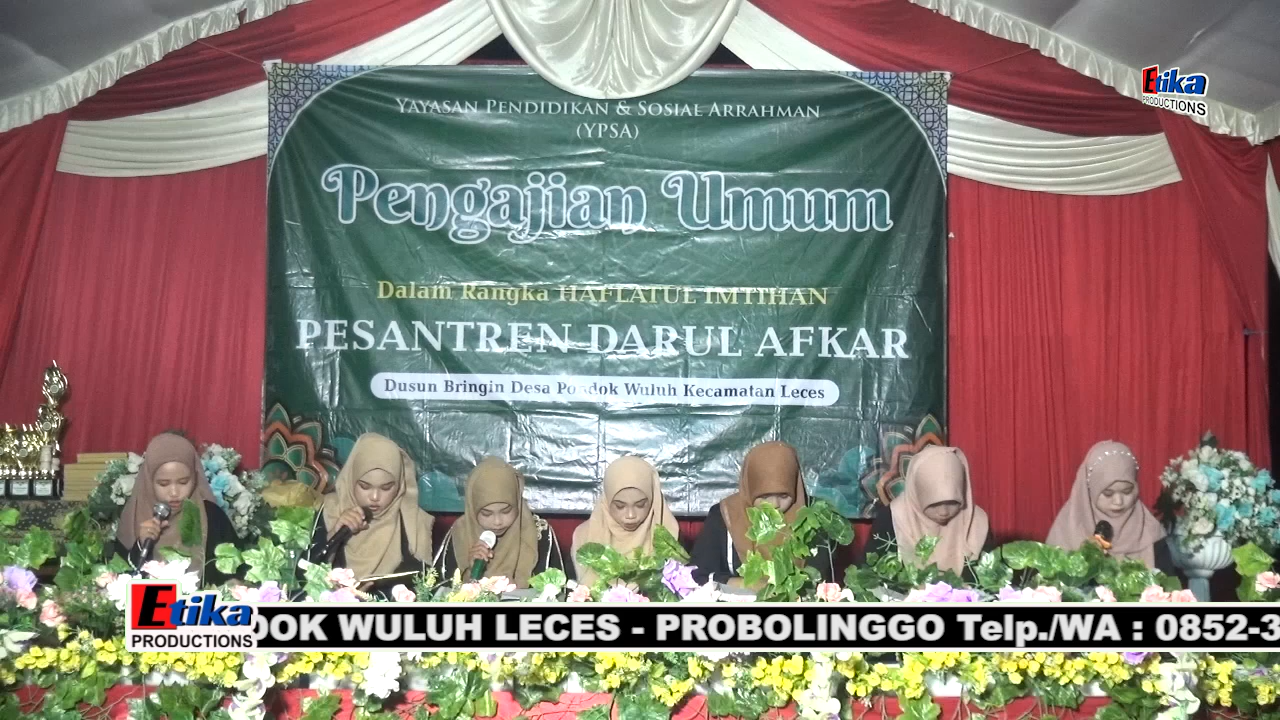 Etika
PRODUCTIONS
YAYASAN PENDIDIKAN & SOSIAL ARRAHMAN
(YPSA)
Pengajian Umum
Dalam Rangka HAFLATUL IMTIHAN
PESANTREN DARUL AFKAR
Dusun Bringin Desa Pondok Wuluh Kecamatan Leces
Etika
PRODUCTIONS
DOK WULUH LECES - PROBOLINGGO Telp./WA : 0852-3